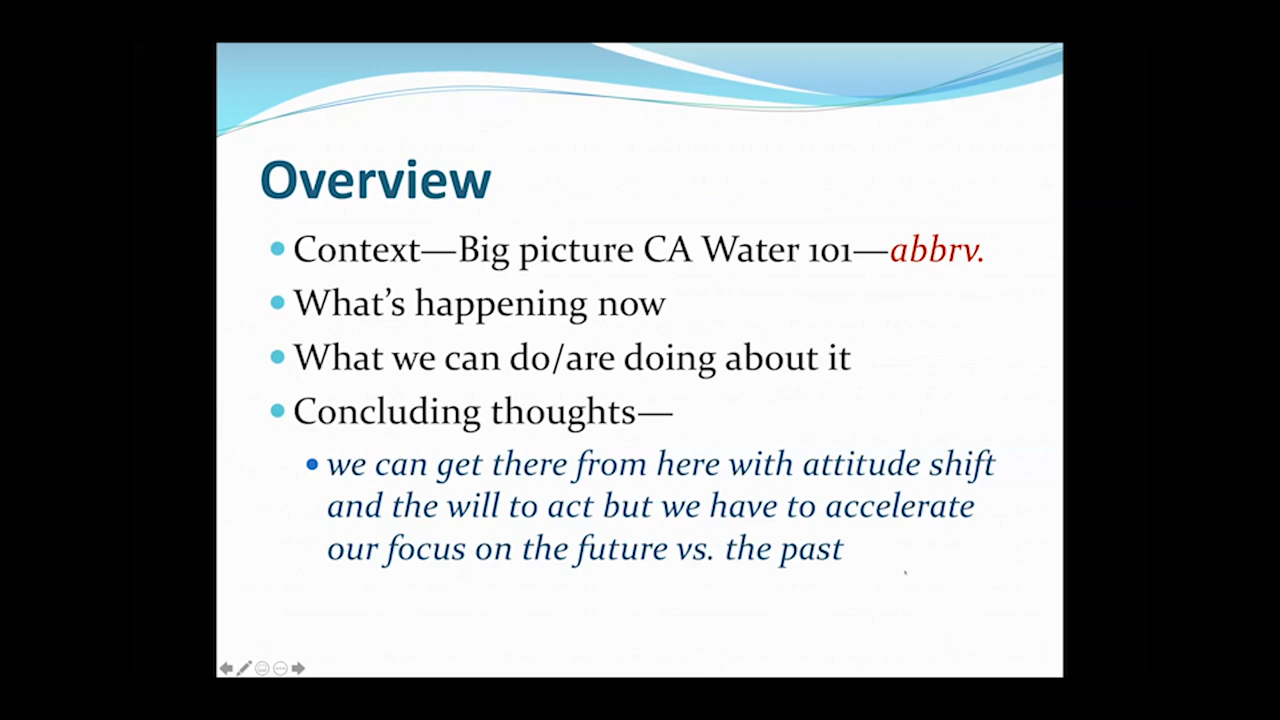 Overview
Context—Big picture CA Water 101—abbrv.
What's happening now
What we can do/are doing about it
Concluding thoughts—
we can get there from here with attitude shift
and the will to act but we have to accelerate
our focus on the future vs. the past